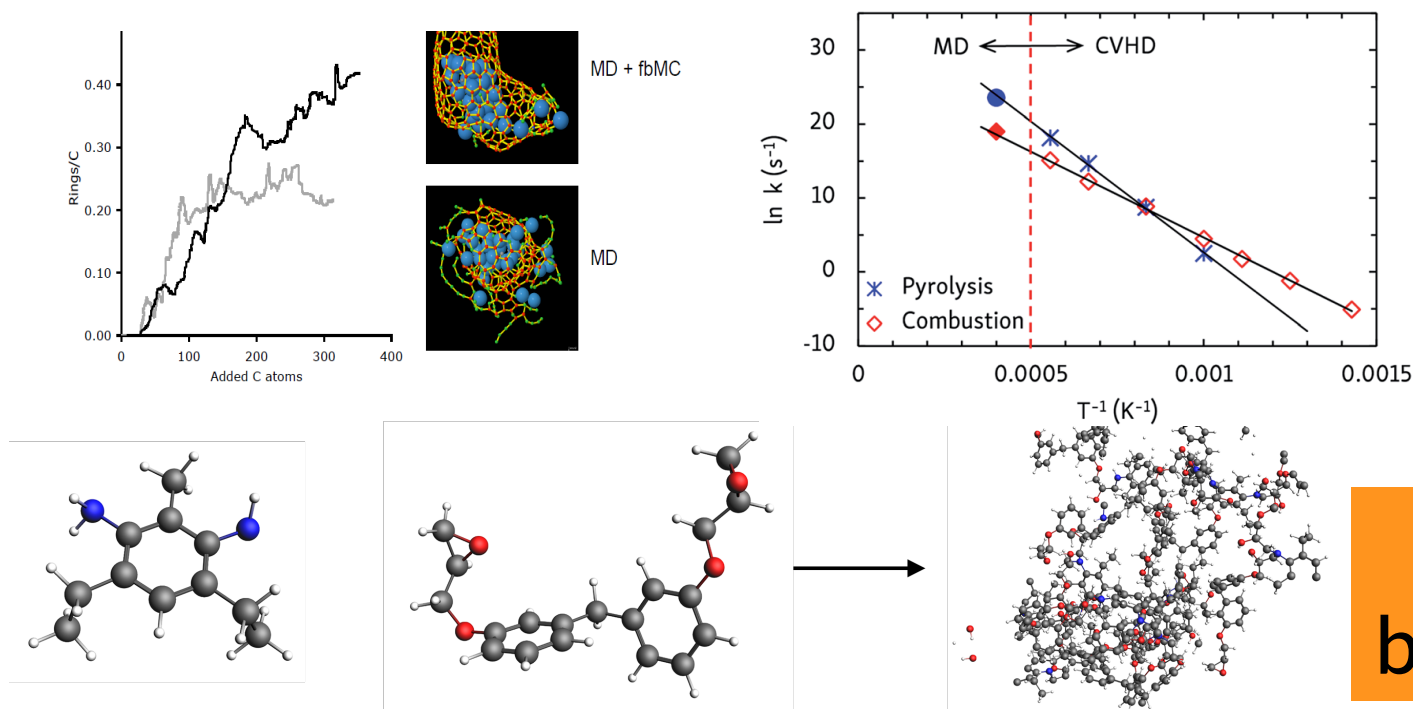 0.40
0.30
0.20
0.10
0.00
Rings/C
0
100
200
300
400
Added C atoms
MD + fbMC
MD
30
20
10
0
-10
ln k (s⁻¹)
MD
CVHD
Pyrolysis
Combustion
0
0.0005
0.001
0.0015
T⁻¹ (K⁻¹)
b